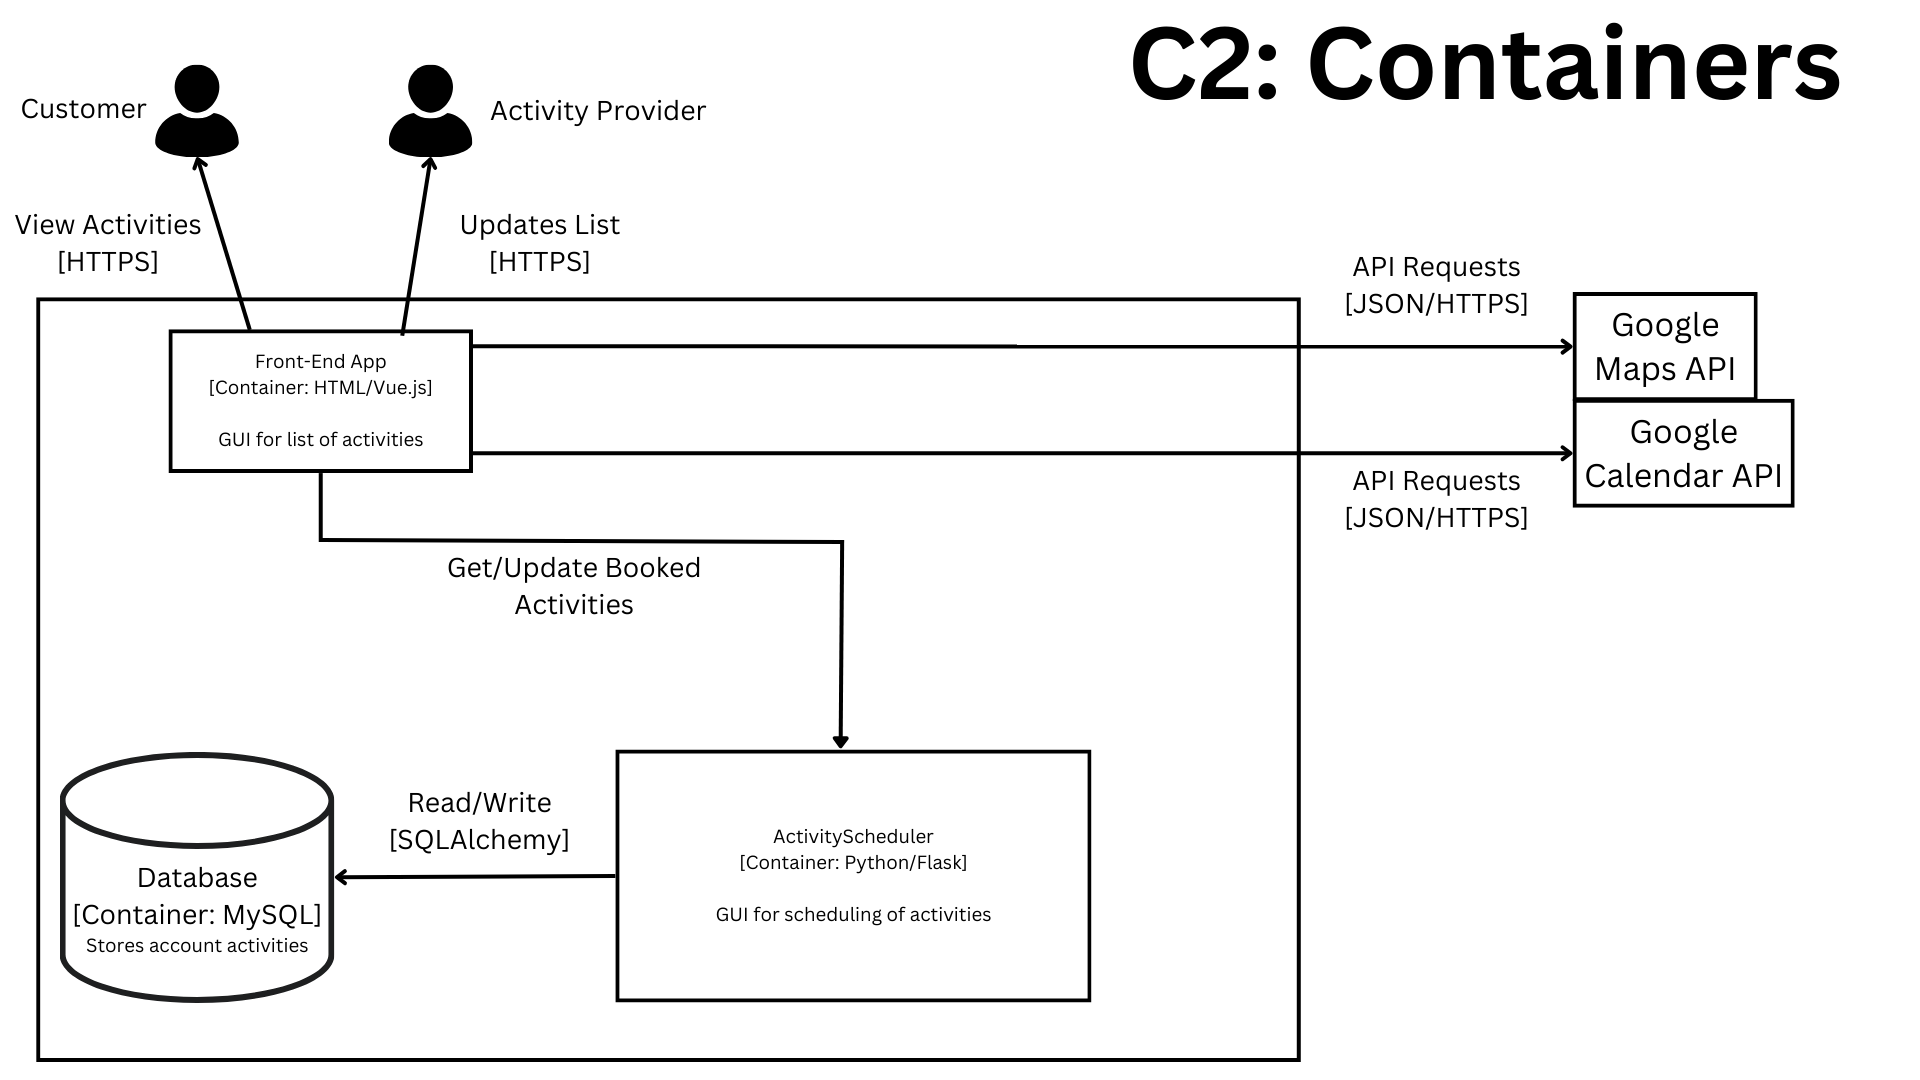 C2: Containers
Customer
Activity Provider
View Activities
[HTTPS]
Updates List
[HTTPS]
API Requests
[JSON/HTTPS]
Google
Maps API
Front-End App
[Container: HTML/Vue.js]
GUI for list of activities
Google
Calendar API
API Requests
[JSON/HTTPS]
Get/Update Booked
Activities
Read/Write
[SQLAlchemy]
Database
[Container: MySQL]
Stores account activities
ActivityScheduler
[Container: Python/Flask]
GUI for scheduling of activities